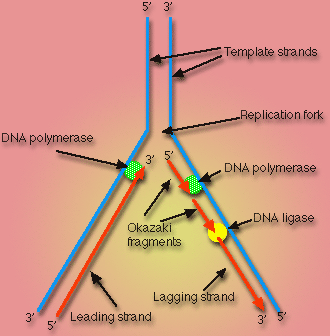 5’ 3’
Template strands
Replication fork
DNA polymerase
3’ 5’
DNA polymerase
Okazaki
fragments
DNA ligase
Lagging strand
Leading strand
3’ 5’ 3’ 5’